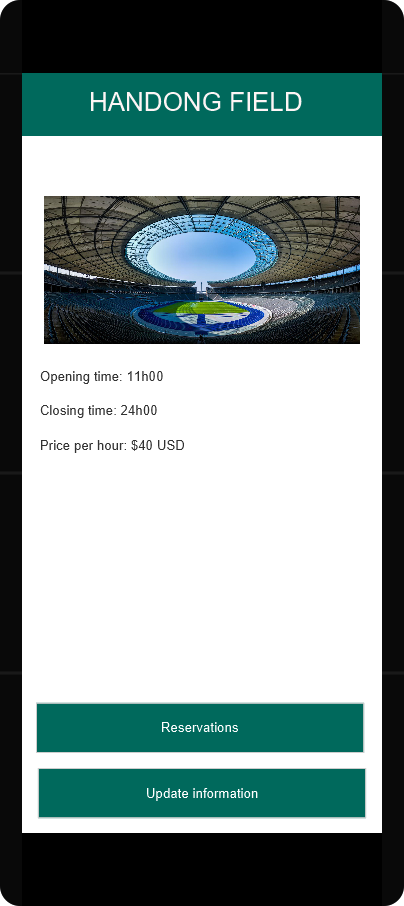 HANDONG FIELD
Opening time: 11h00
Closing time: 24h00
Price per hour: $40 USD
Reservations
Update information